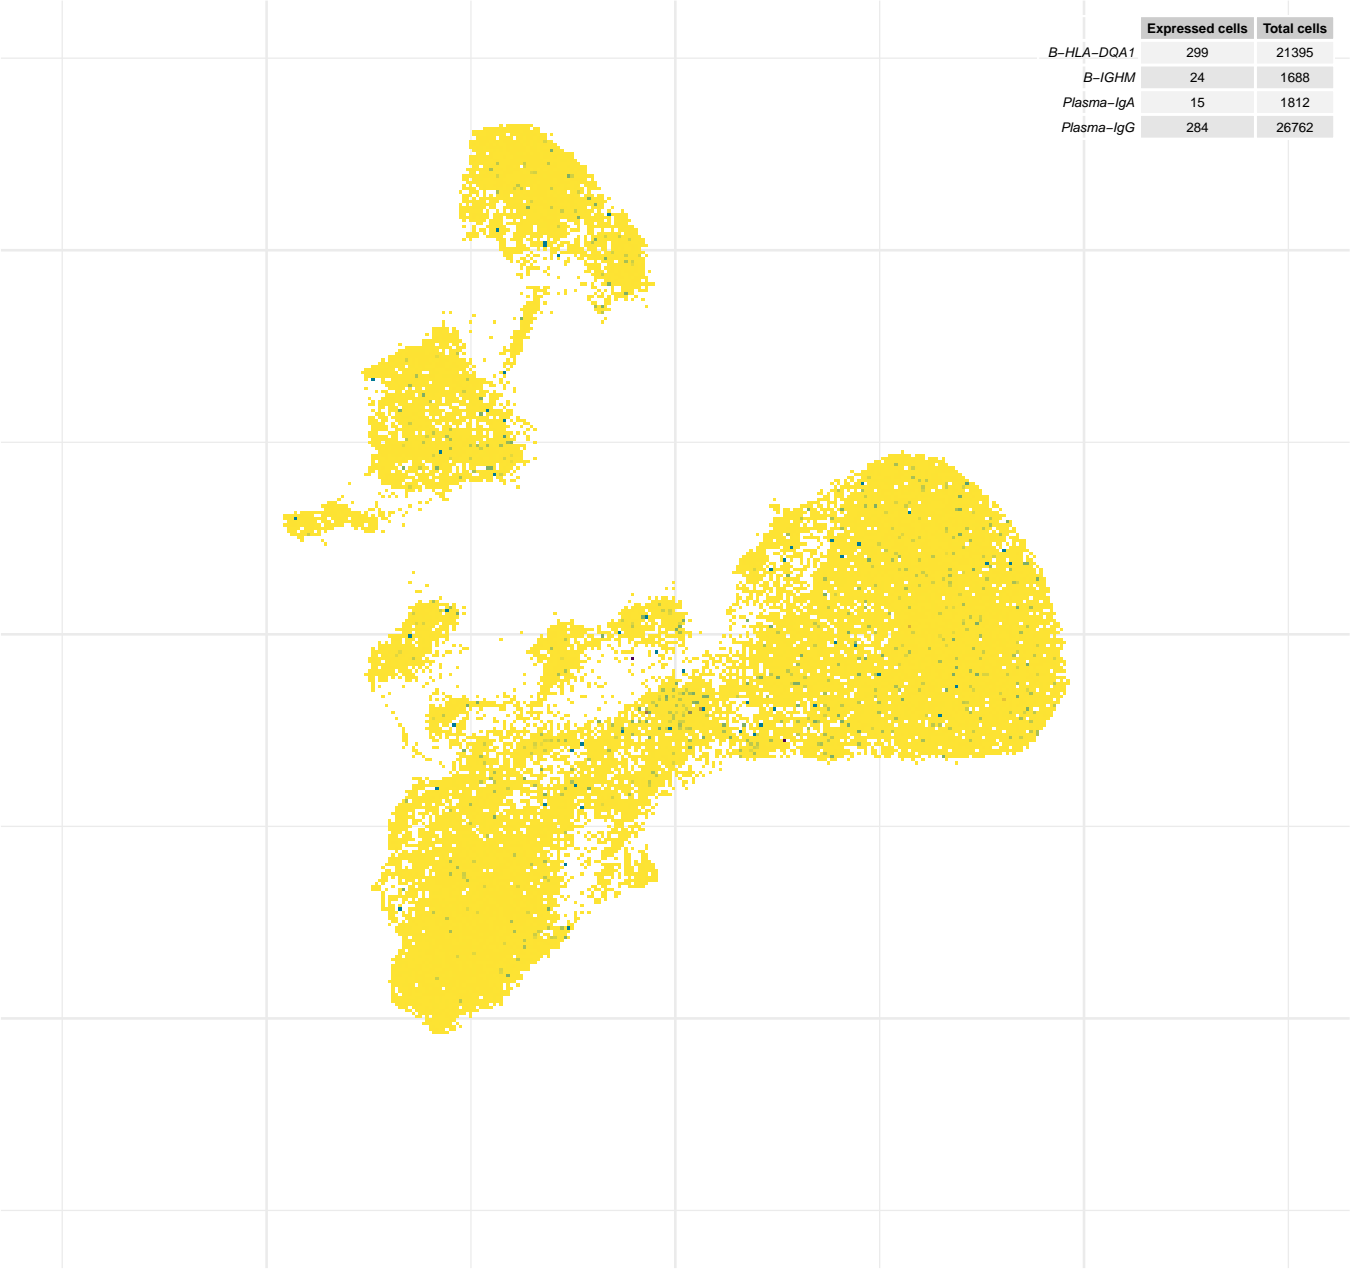 Expressed cells Total cells
B−HLA−DQA1 299 21395
B−IGHM 24 1688
Plasma−IgA 15 1812
Plasma−IgG 284 26762